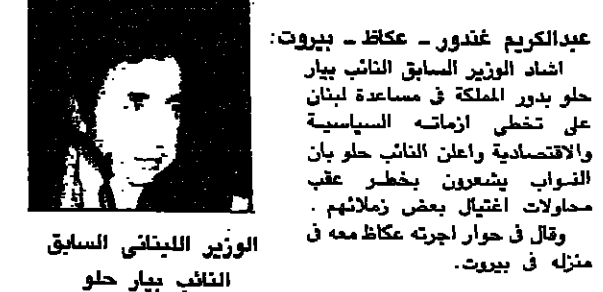 عبدالكريم غندور ـ عكاظ ـ بيروت:
اشاد الوزير السابق النائب بيار
حلو بدور المملكة في مساعدة لبنان
على تخطى ازماته السياسية
والاقتصادية واعلن النائب حلو بان
النواب يشعرون بخطر عقب
محاولات اغتيال بعض زملائهم .
وقال في حوار اجرته عكاظ معه في
منزله في بيروت.
الوزير اللبناني السابق
النائب بيار حلو